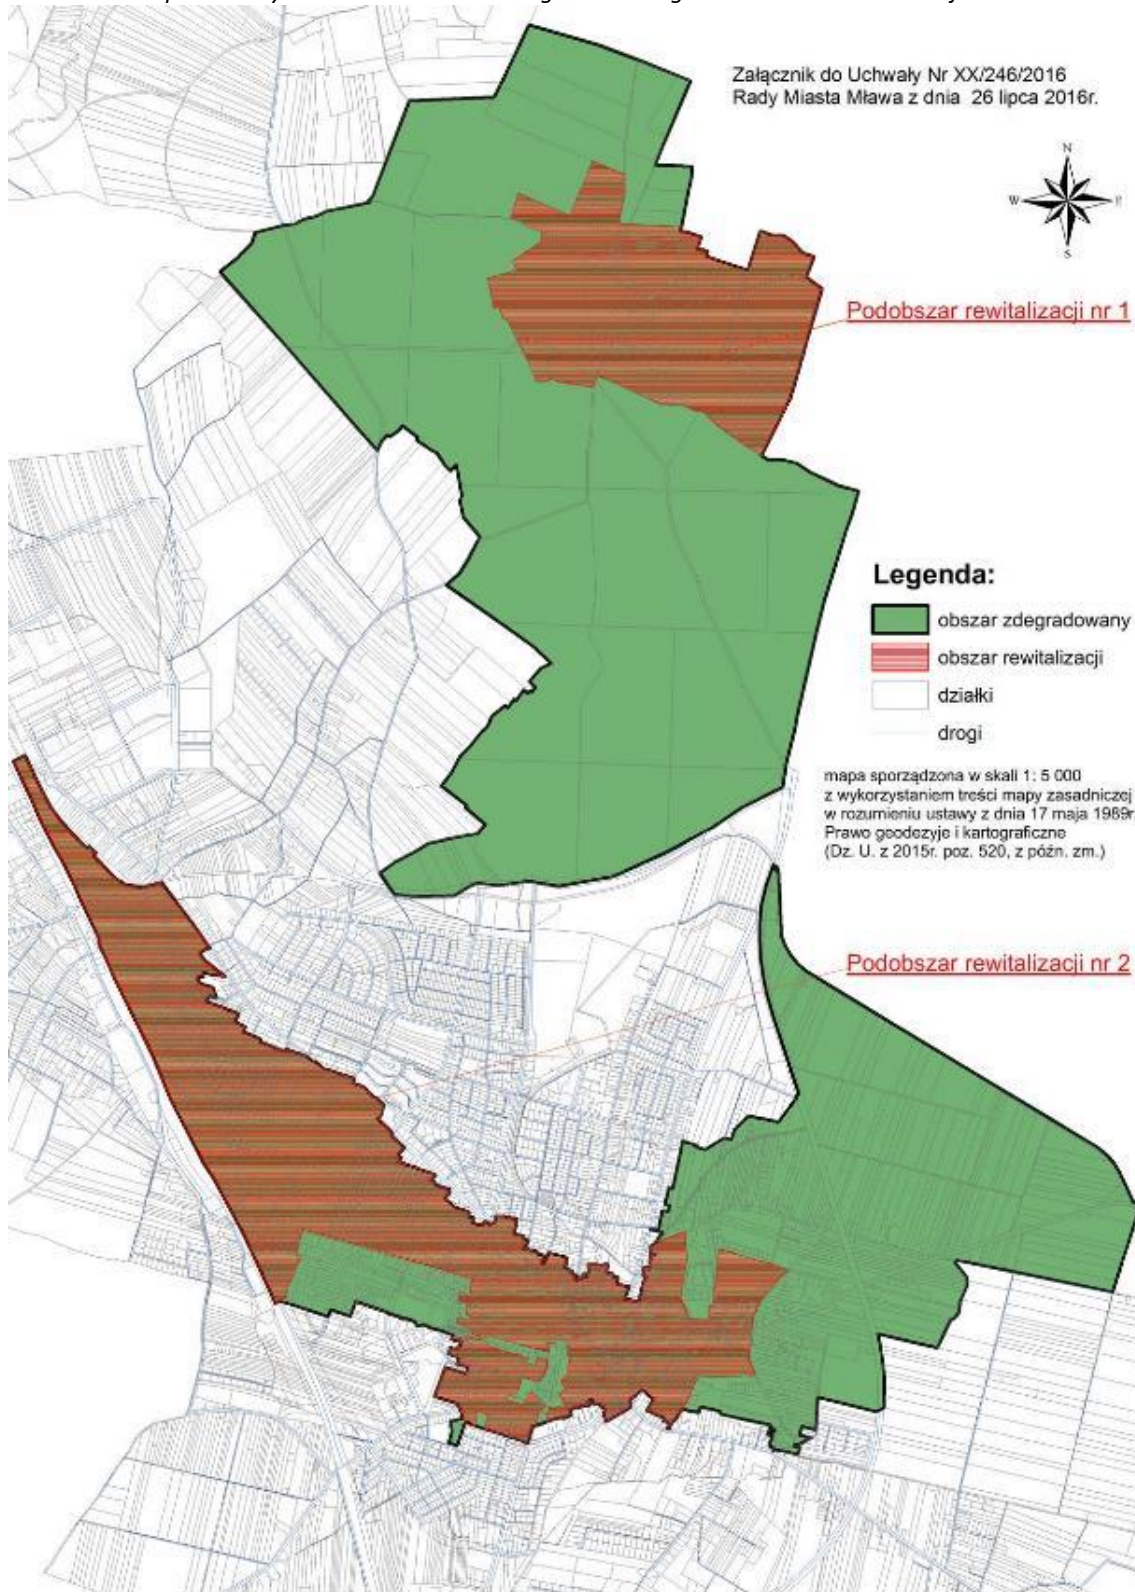 Załącznik do Uchwały Nr XX/246/2016
Rady Miasta Mława z dnia 26 lipca 2016r.
N
W
E
S
Podobszar rewitalizacji nr 1
Legenda:
obszar zdegradowany
obszar rewitalizacji
działki
drogi
mapa sporządzona w skali 1: 5 000
z wykorzystaniem treści mapy zasadniczej
w rozumieniu ustawy z dnia 17 maja 1989r
Prawo geodezyje i kartograficzne
(Dz. U. z 2015r. poz. 520, z późn. zm.)
Podobszar rewitalizacji nr 2